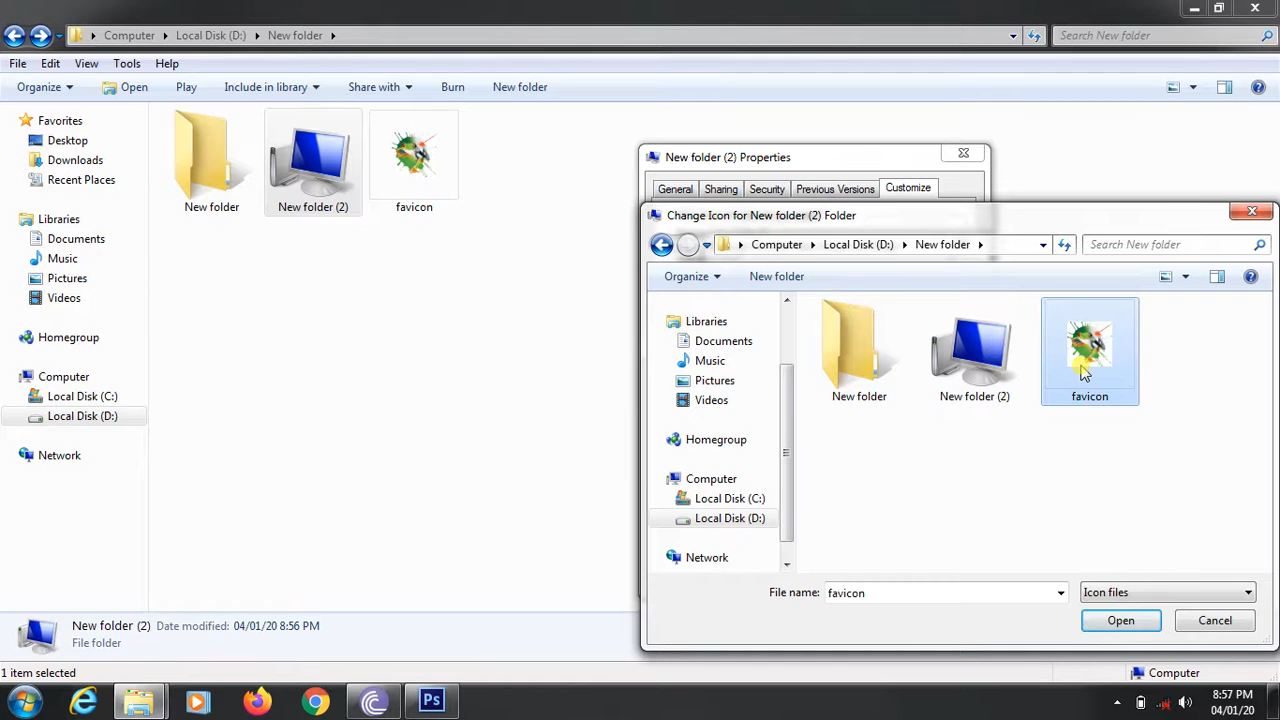 Computer Local Disk (D:) New folder
Search New folder
File Edit View Tools Help
Organize Open Play Include in library Share with Burn New folder
Favorites
Desktop
Downloads
Recent Places
Libraries
Documents
Music
Pictures
Videos
Homegroup
Computer
Local Disk (C:)
Local Disk (D:)
Network
New folder
New folder (2)
favicon
New folder (2) Properties
General Sharing Security Previous Versions Customize
Change Icon for New folder (2) Folder
Computer Local Disk (D:) New folder
Search New folder
Organize New folder
Libraries
Documents
Music
Pictures
Videos
Homegroup
Computer
Local Disk (C:)
Local Disk (D:)
Network
New folder
New folder (2)
favicon
File name: favicon
Icon files
Open Cancel
New folder (2) Date modified: 04/01/20 8:56 PM
File folder
1 item selected
Computer
Ps
8:57 PM
04/01/20